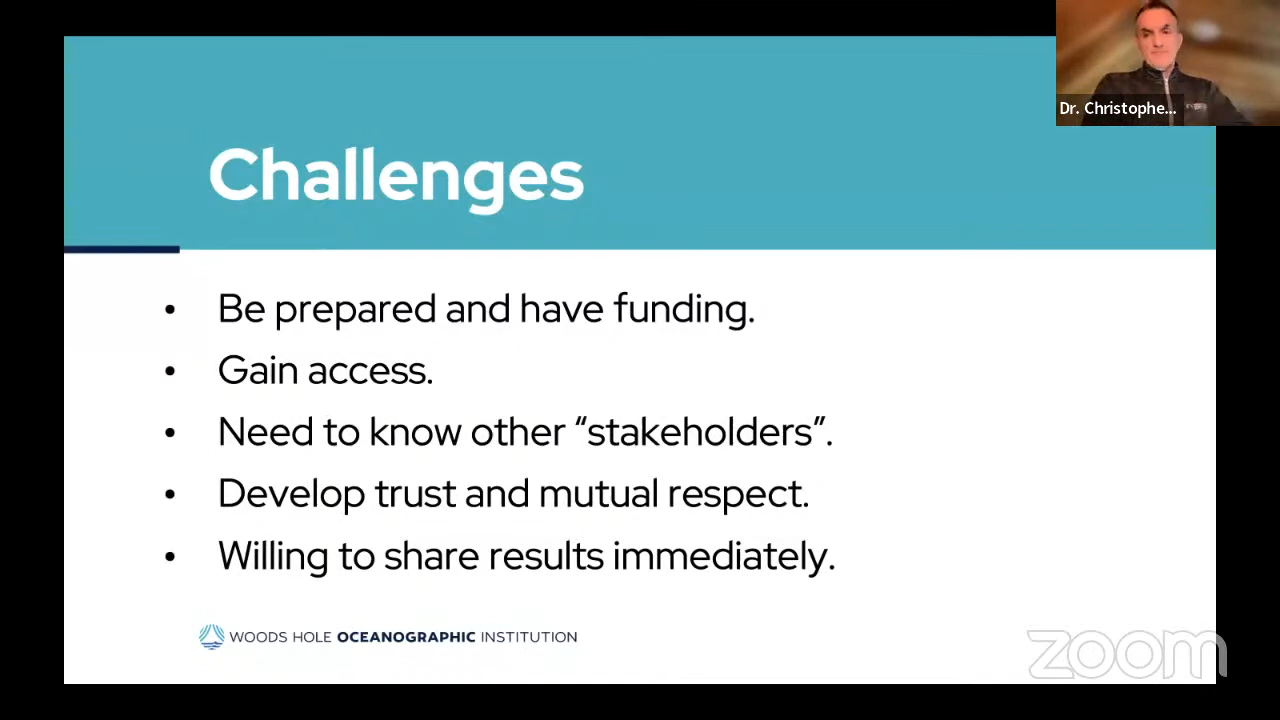 Dr. Christophe...
Challenges
• Be prepared and have funding.
• Gain access.
• Need to know other “stakeholders”.
• Develop trust and mutual respect.
• Willing to share results immediately.
WOODS HOLE OCEANOGRAPHIC INSTITUTION
zoom